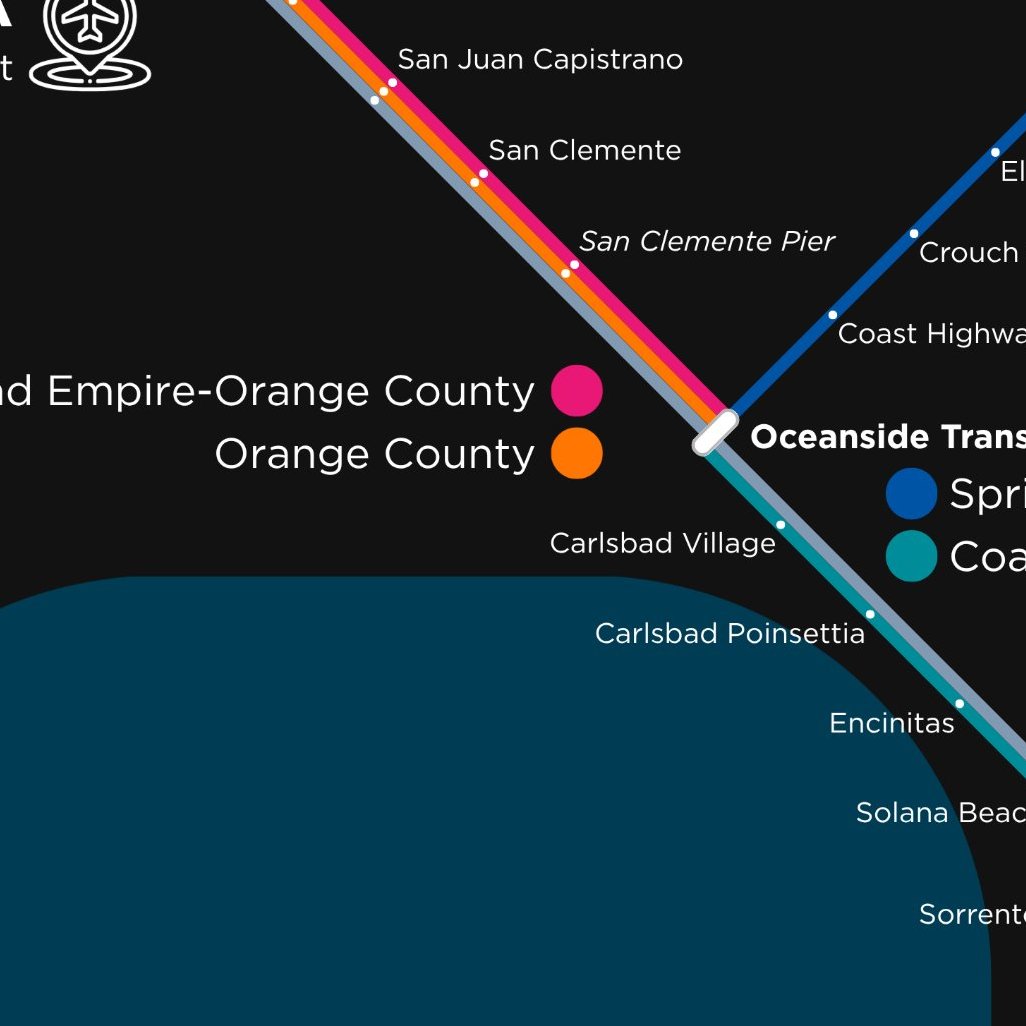 San Juan Capistrano
San Clemente
El
San Clemente Pier
Crouch
Coast Highwa
Empire-Orange County
Orange County
Oceanside Trans
Spri
Coa
Carlsbad Village
Carlsbad Poinsettia
Encinitas
Solana Beac
Sorrento